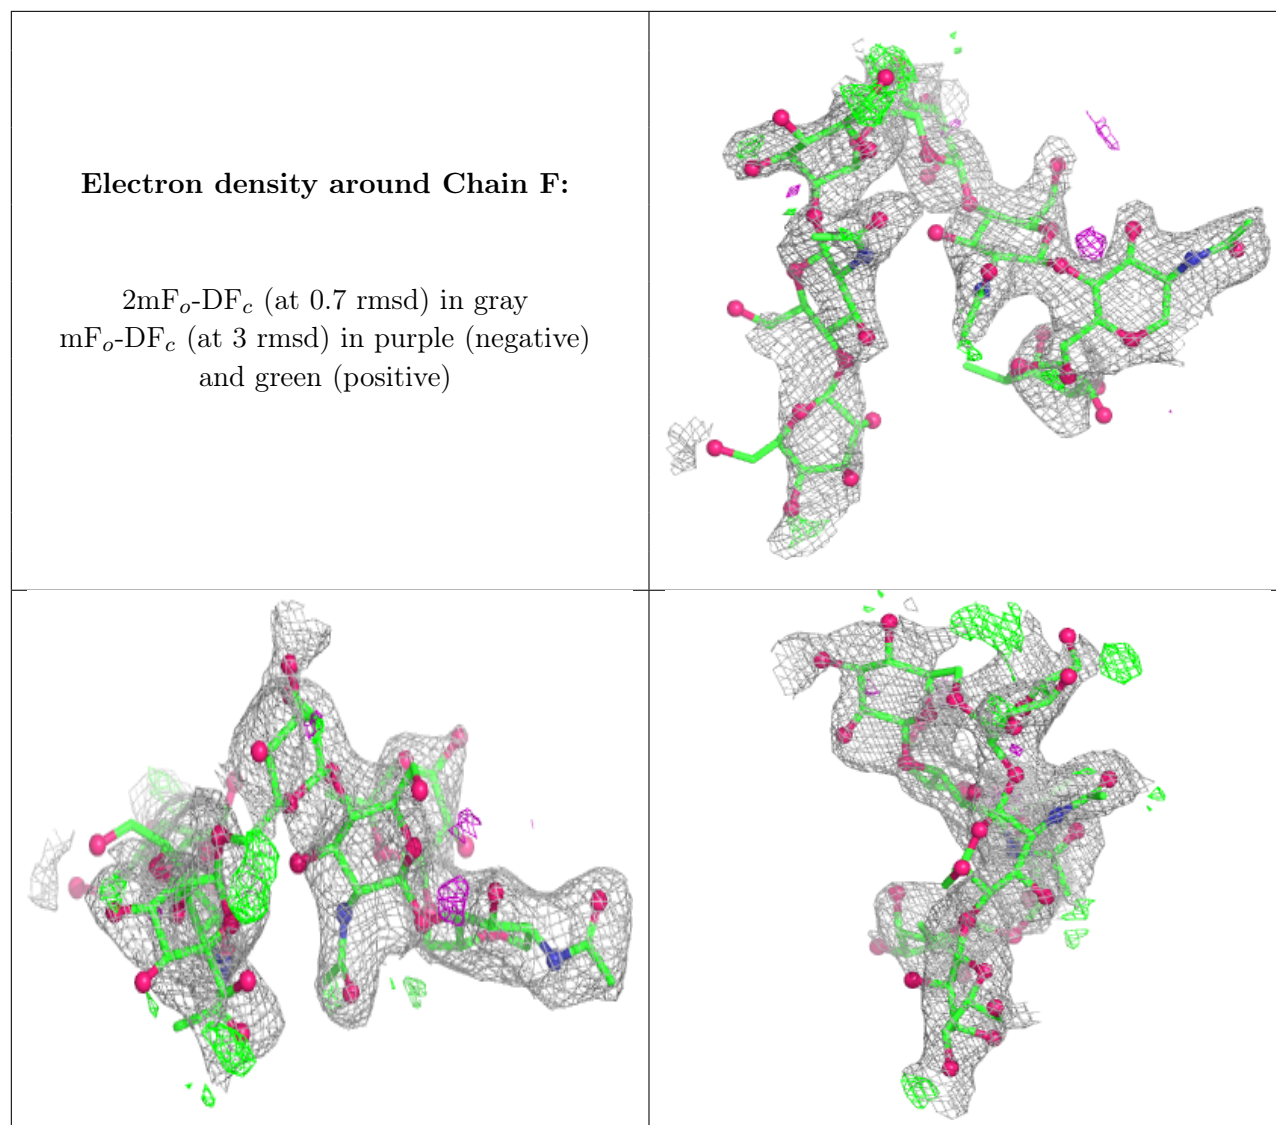 Electron density around Chain F:
2mFo-DFc (at 0.7 rmsd) in gray
mFo-DFc (at 3 rmsd) in purple (negative)
and green (positive)